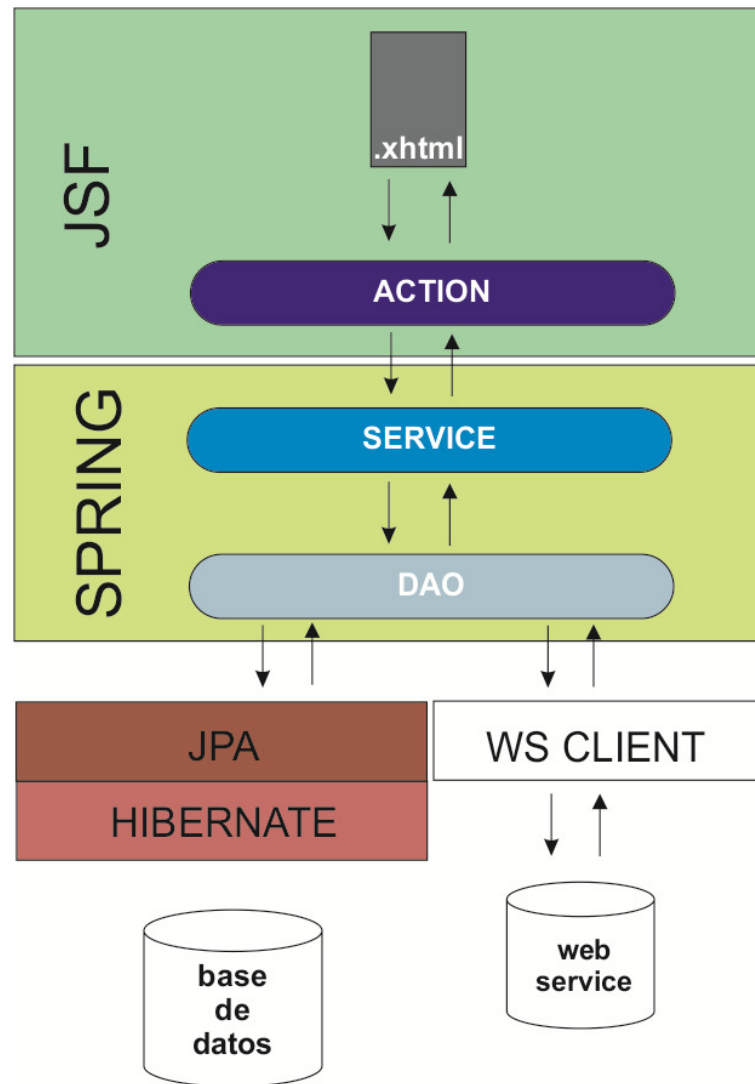 JSF
.xhtml
ACTION
SPRING
SERVICE
DAO
JPA
WS CLIENT
HIBERNATE
base
de
datos
web
service